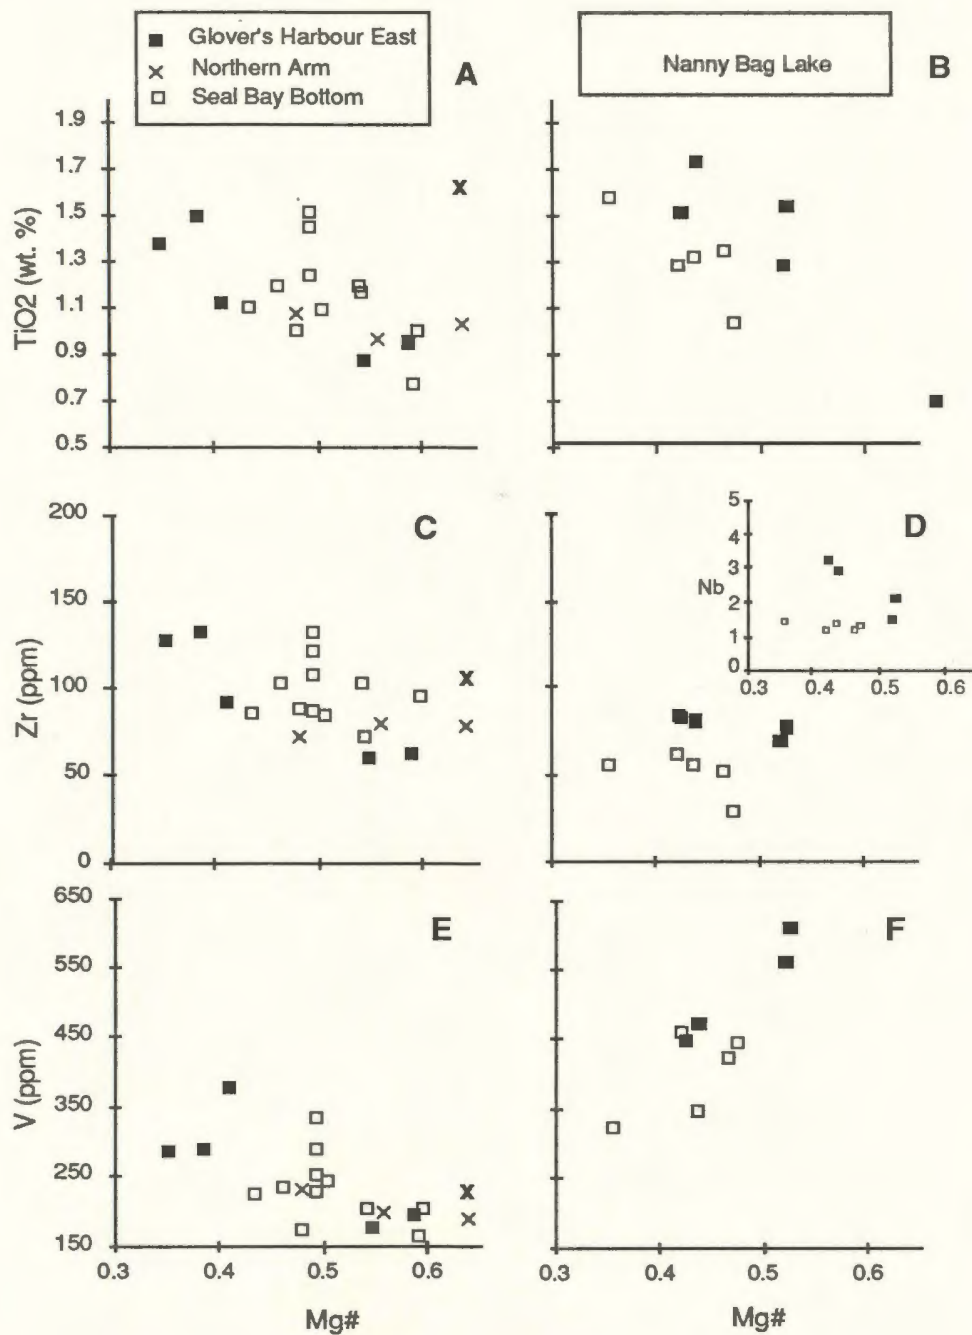 Glover's Harbour East
Northern Arm
Seal Bay Bottom
A
Nanny Bag Lake
B
1.9
1.7
1.5
1.3
1.1
0.9
0.7
0.5
TiO2 (wt. %)
200
150
100
50
0
Zr (ppm)
C
D
5
4
3
2
1
0
Nb
0.3
0.4
0.5
0.6
650
550
450
350
250
150
V (ppm)
E
F
0.3
0.4
0.5
0.6
Mg#
0.3
0.4
0.5
0.6
Mg#